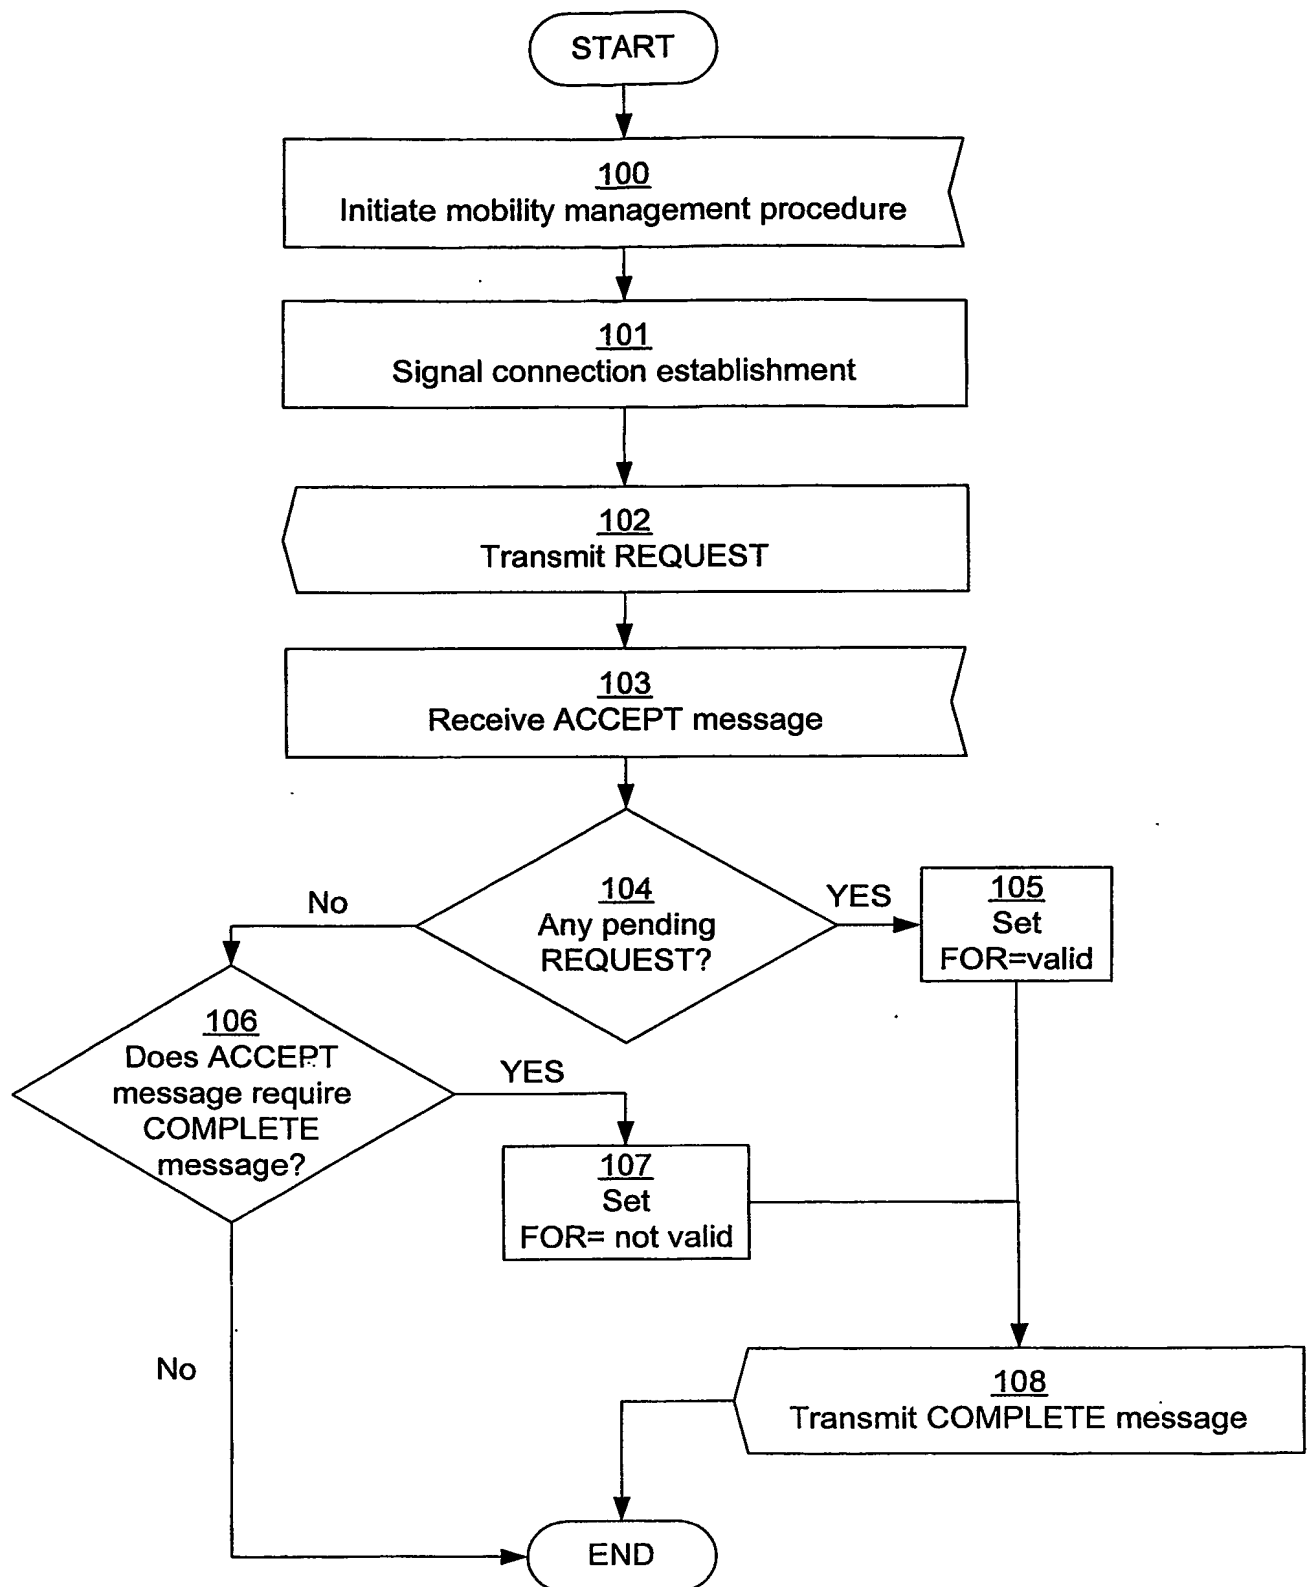 START
100
Initiate mobility management procedure
101
Signal connection establishment
102
Transmit REQUEST
103
Receive ACCEPT message
104
Any pending
REQUEST?
No
YES
105
Set
FOR=valid
106
Does ACCEPT
message require
COMPLETE
message?
YES
107
Set
FOR= not valid
No
108
Transmit COMPLETE message
END